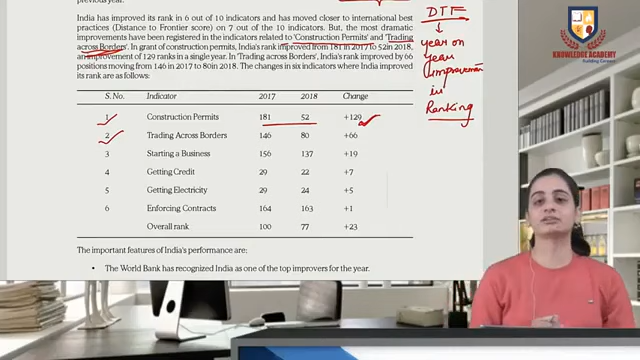 previous year.
India has improved its rank in 6 out of 10 indicators and has moved closer to international best
practices (Distance to Frontier score) on 7 out of the 10 indicators. But, the most dramatic
improvements have been registered in the indicators related to 'Construction Permits' and 'Trading
across Borders'. In grant of construction permits, India's rank improved from 181 in 2017 to 52in 2018,
an improvement of 129 ranks in a single year. In 'Trading across Borders', India's rank improved by 66
positions moving from 146 in 2017 to 80in 2018. The changes in six indicators where India improved
its rank are as follows:
S. No. Indicator 2017 2018 Change
1 Construction Permits 181 52 +129
2 Trading Across Borders 146 80 +66
3 Starting a Business 156 137 +19
4 Getting Credit 29 22 +7
5 Getting Electricity 29 24 +5
6 Enforcing Contracts 164 163 +1
Overall rank 100 77 +23
The important features of India's performance are:
• The World Bank has recognized India as one of the top improvers for the year.
DTF
year on
year
improvement
in
Ranking
KNOWLEDGE ACADEMY
Building Careers